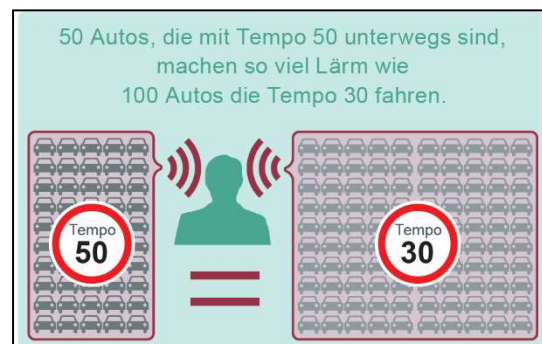 50 Autos, die mit Tempo 50 unterwegs sind,
machen so viel Lärm wie
100 Autos die Tempo 30 fahren.
Tempo
50
Tempo
30